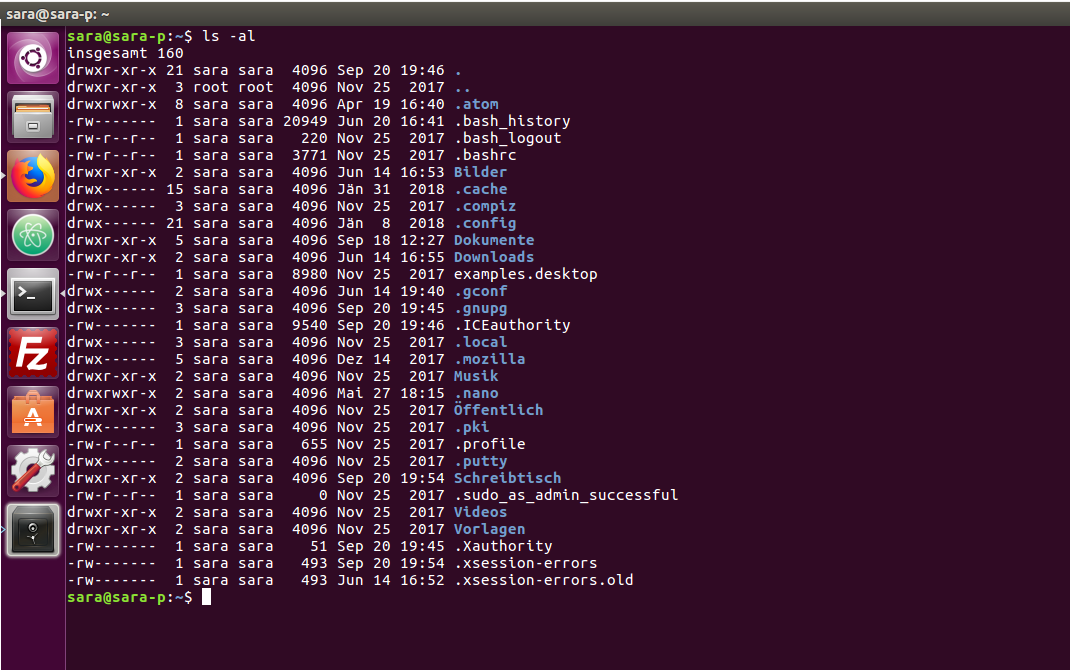 sara@sara-p: ~
sara@sara-p:~$ ls -al
insgesamt 160
drwxr-xr-x 21 sara sara  4096 Sep 20 19:46 .
drwxr-xr-x  3 root root  4096 Nov 25  2017 ..
drwxrwxr-x  8 sara sara  4096 Apr 19 16:40 .atom
-rw-------  1 sara sara 20949 Jun 20 16:41 .bash_history
-rw-r--r--  1 sara sara   220 Nov 25  2017 .bash_logout
-rw-r--r--  1 sara sara  3771 Nov 25  2017 .bashrc
drwxr-xr-x  2 sara sara  4096 Jun 14 16:53 Bilder
drwx------ 15 sara sara  4096 Jän 31  2018 .cache
drwx------  3 sara sara  4096 Nov 25  2017 .compiz
drwx------ 21 sara sara  4096 Jän  8  2018 .config
drwxr-xr-x  5 sara sara  4096 Sep 18 12:27 Dokumente
drwxr-xr-x  2 sara sara  4096 Jun 14 16:55 Downloads
-rw-r--r--  1 sara sara  8980 Nov 25  2017 examples.desktop
drwx------  2 sara sara  4096 Jun 14 19:40 .gconf
drwx------  3 sara sara  4096 Sep 20 19:45 .gnupg
-rw-------  1 sara sara  9540 Sep 20 19:46 .ICEauthority
drwx------  3 sara sara  4096 Nov 25  2017 .local
drwx------  5 sara sara  4096 Dez 14  2017 .mozilla
drwxr-xr-x  2 sara sara  4096 Nov 25  2017 Musik
drwxrwxr-x  2 sara sara  4096 Mai 27 18:15 .nano
drwxr-xr-x  2 sara sara  4096 Nov 25  2017 Öffentlich
drwx------  3 sara sara  4096 Nov 25  2017 .pki
-rw-r--r--  1 sara sara   655 Nov 25  2017 .profile
drwx------  2 sara sara  4096 Nov 25  2017 .putty
drwxr-xr-x  2 sara sara  4096 Sep 20 19:54 Schreibtisch
-rw-r--r--  1 sara sara     0 Nov 25  2017 .sudo_as_admin_successful
drwxr-xr-x  2 sara sara  4096 Nov 25  2017 Videos
drwxr-xr-x  2 sara sara  4096 Nov 25  2017 Vorlagen
-rw-------  1 sara sara    51 Sep 20 19:45 .Xauthority
-rw-------  1 sara sara   493 Sep 20 19:54 .xsession-errors
-rw-------  1 sara sara   493 Jun 14 16:52 .xsession-errors.old
sara@sara-p:~$